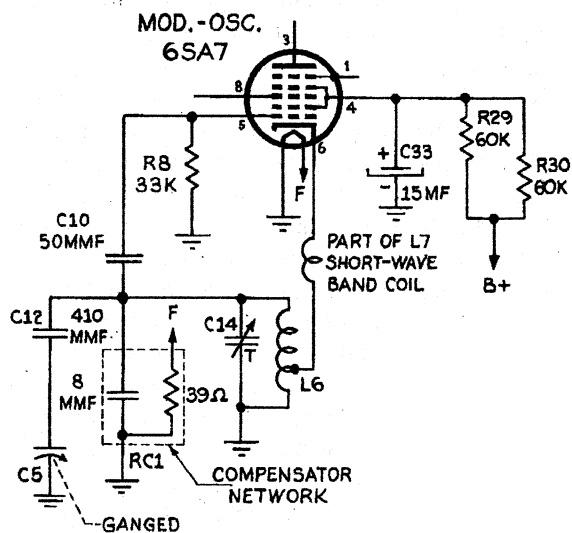 MOD.-OSC.
6SA7
3
1
8
5
4
6
R8
33K
F
+
C33
-
15MF
R29
60K
R30
60K
B+
C10
50MMF
PART OF L7
SHORT-WAVE
BAND COIL
C12
410
MMF
F
C14
T
L6
8
MMF
39Ω
RC1
C5
COMPENSATOR
NETWORK
GANGED